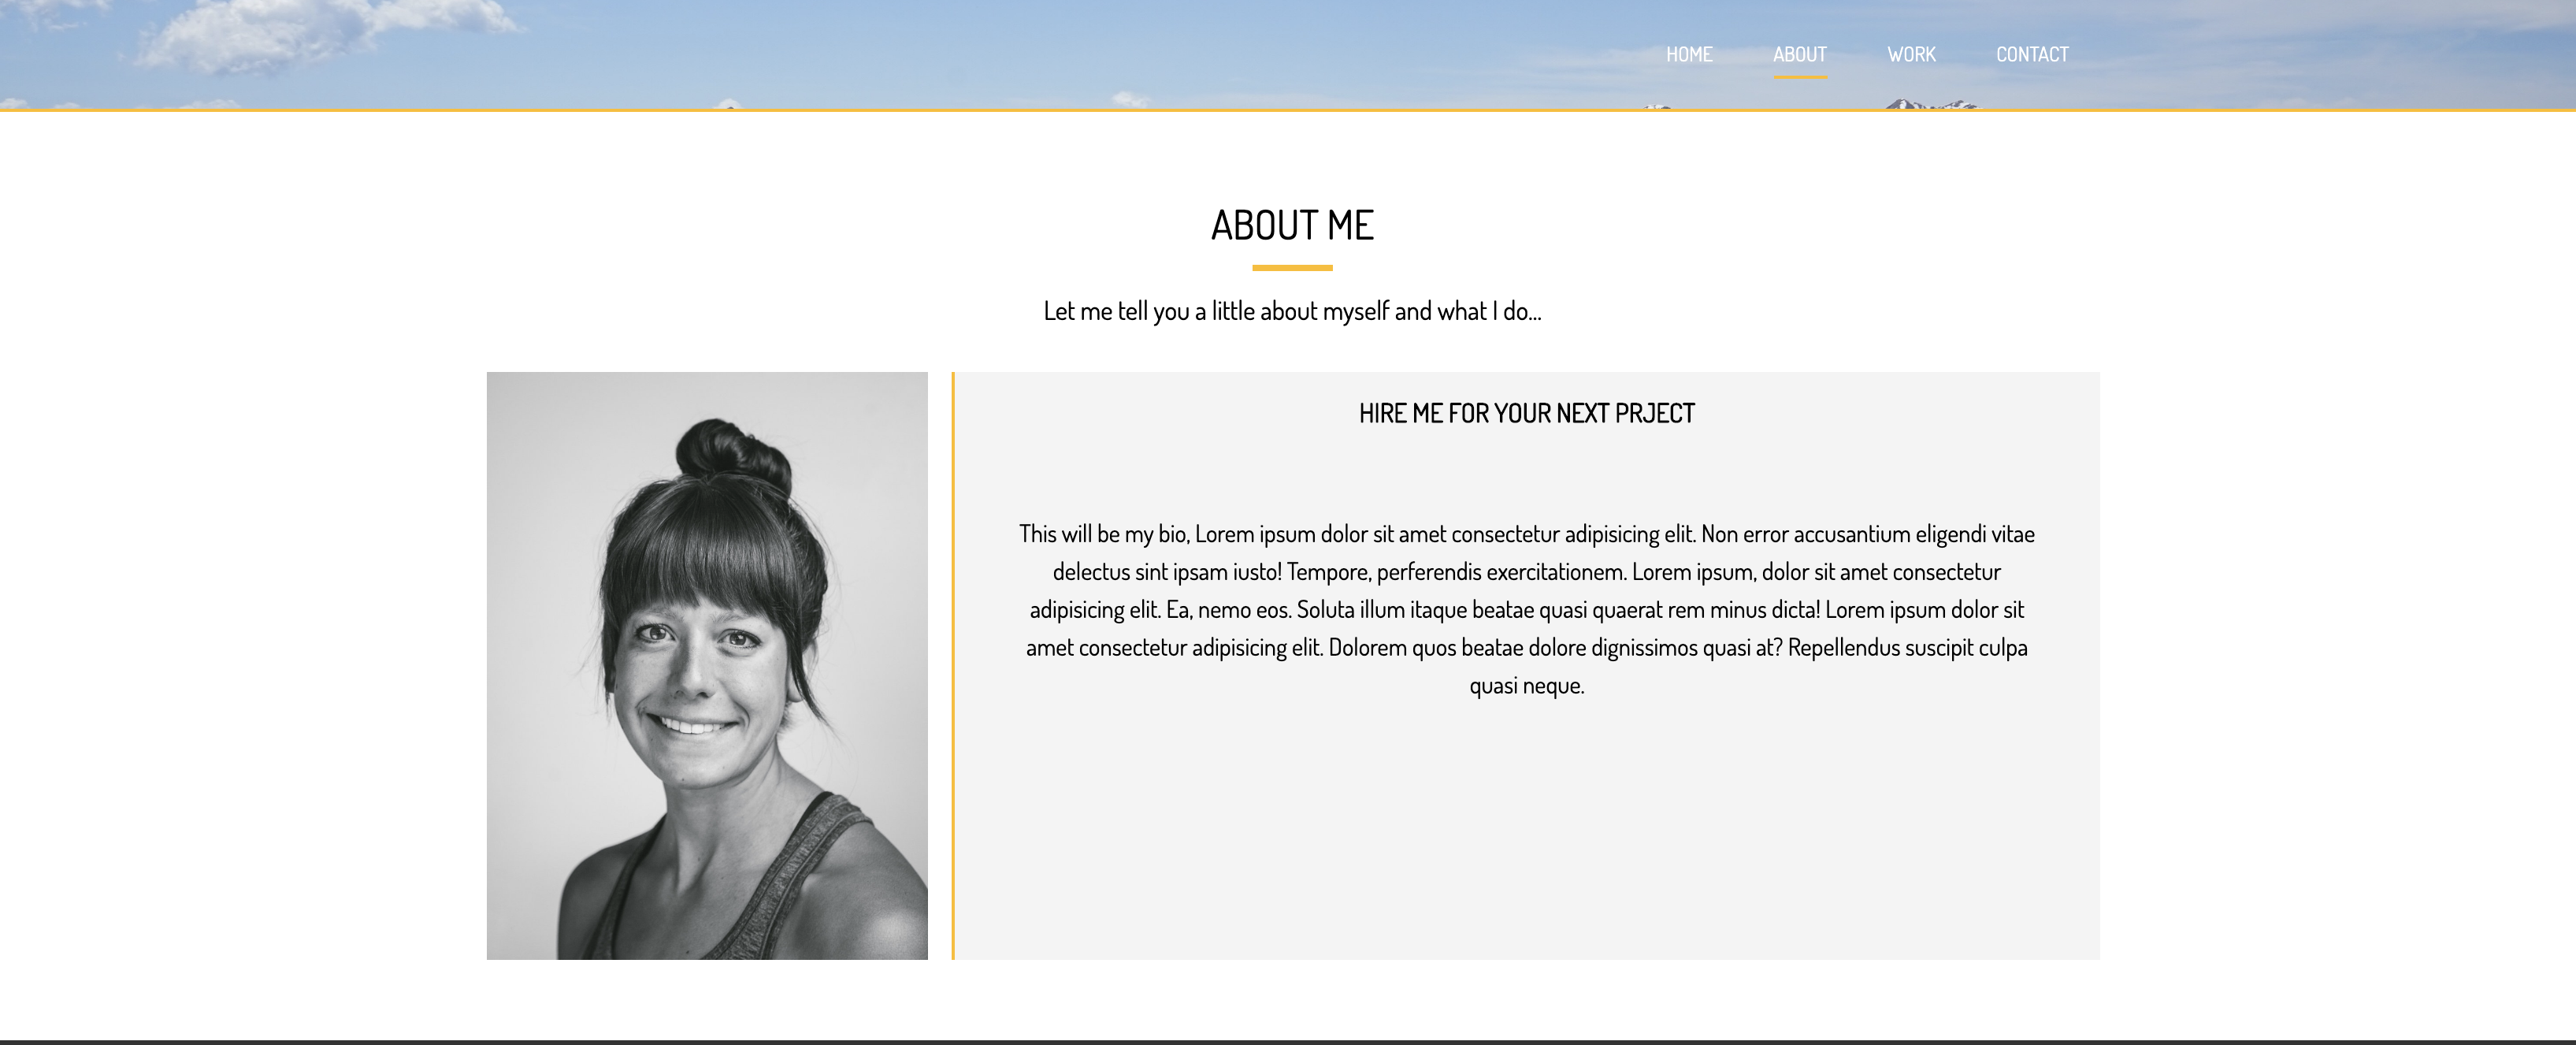 HOME ABOUT WORK CONTACT
ABOUT ME
Let me tell you a little about myself and what I do...
HIRE ME FOR YOUR NEXT PRJECT
This will be my bio, Lorem ipsum dolor sit amet consectetur adipisicing elit. Non error accusantium eligendi vitae
delectus sint ipsam iusto! Tempore, perferendis exercitationem. Lorem ipsum, dolor sit amet consectetur
adipisicing elit. Ea, nemo eos. Soluta illum itaque beatae quasi quaerat rem minus dicta! Lorem ipsum dolor sit
amet consectetur adipisicing elit. Dolorem quos beatae dolore dignissimos quasi at? Repellendus suscipit culpa
quasi neque.